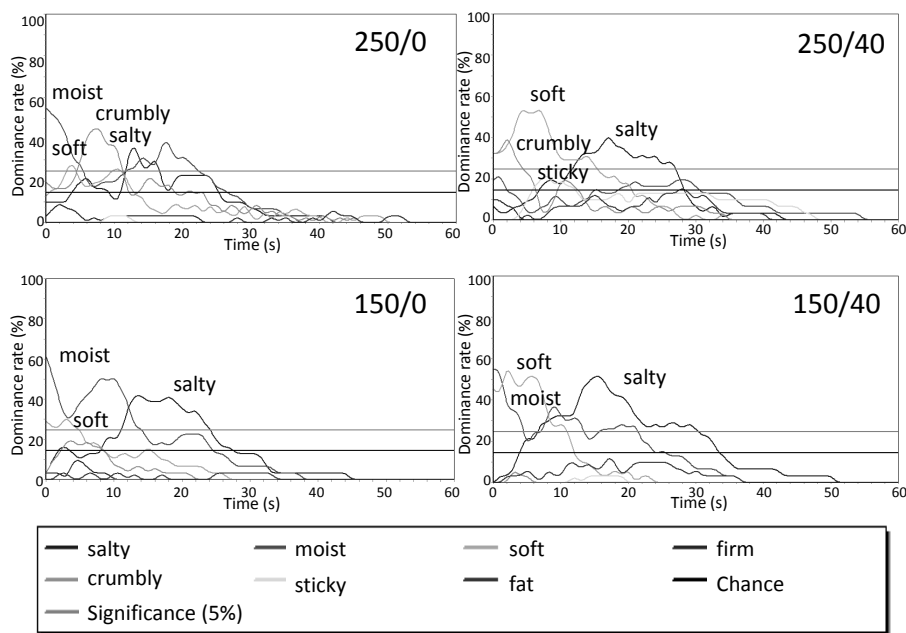 100
80
60
40
20
0
Dominance rate (%)
250/0
moist
crumbly
salty
soft
0 10 20 30 40 50 60
Time (s)
100
80
60
40
20
0
Dominance rate (%)
250/40
soft
salty
crumbly
sticky
0 10 20 30 40 50 60
Time (s)
100
80
60
40
20
0
Dominance rate (%)
150/0
moist
salty
soft
0 10 20 30 40 50 60
Time (s)
100
80
60
40
20
0
Dominance rate (%)
150/40
soft
salty
moist
0 10 20 30 40 50 60
Time (s)
salty moist soft firm
crumbly sticky fat Chance
Significance (5%)